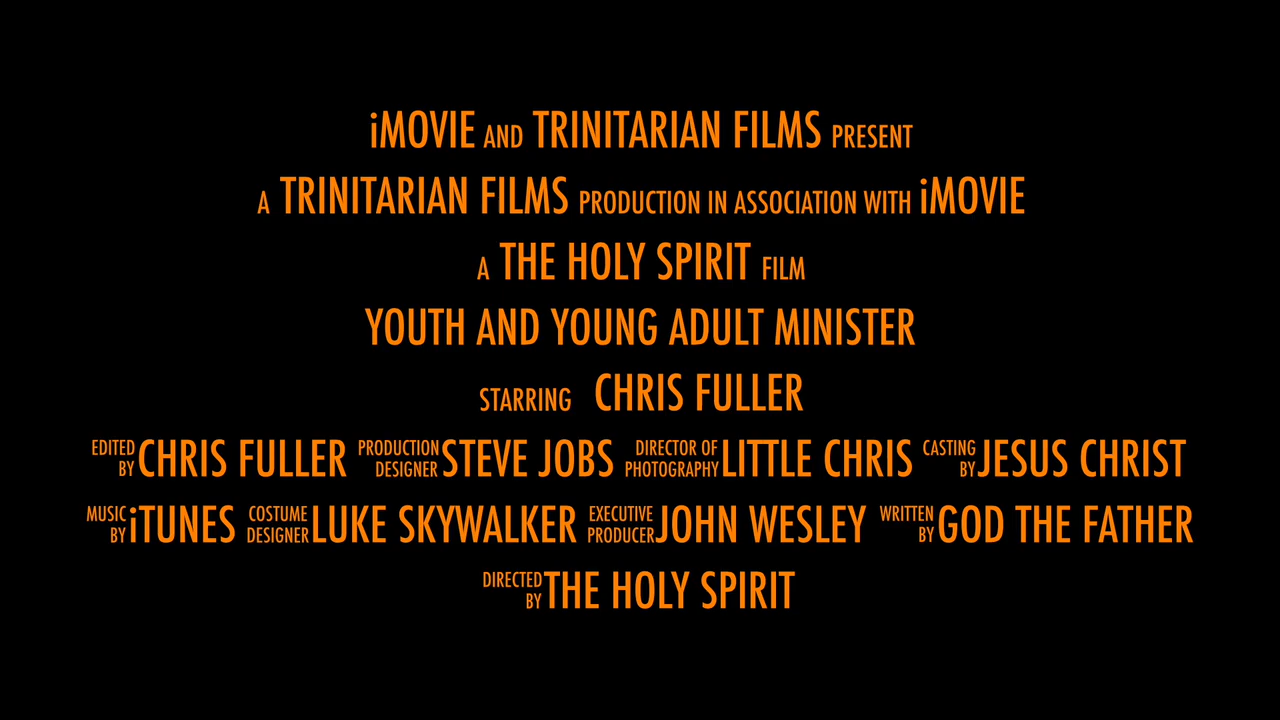 iMOVIE AND TRINITARIAN FILMS PRESENT
A TRINITARIAN FILMS PRODUCTION IN ASSOCIATION WITH iMOVIE
A THE HOLY SPIRIT FILM
YOUTH AND YOUNG ADULT MINISTER
STARRING CHRIS FULLER
EDITED BY CHRIS FULLER PRODUCTION DESIGNER STEVE JOBS DIRECTOR OF PHOTOGRAPHY LITTLE CHRIS CASTING BY JESUS CHRIST
MUSIC BY iTUNES COSTUME DESIGNER LUKE SKYWALKER EXECUTIVE PRODUCER JOHN WESLEY WRITTEN BY GOD THE FATHER
DIRECTED BY THE HOLY SPIRIT